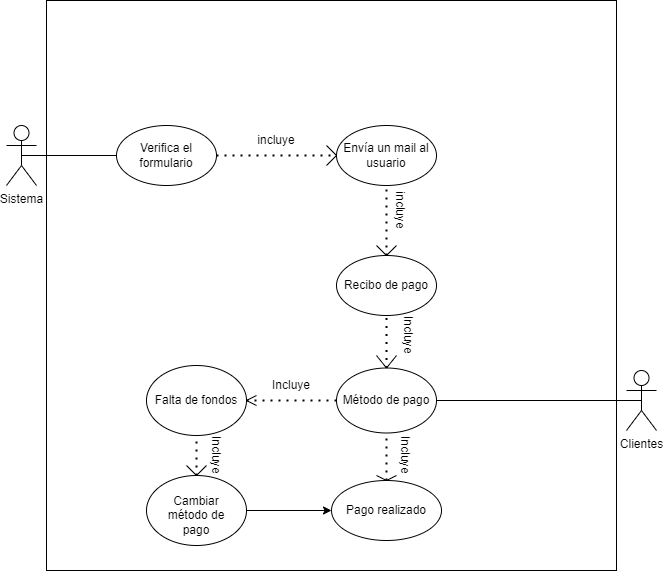 Verifica el
formulario
incluye
Envía un mail al
usuario
Sistema
incluye
Recibo de pago
Incluye
Falta de fondos
Incluye
Método de pago
Clientes
Incluye
Incluye
Cambiar
método de
pago
Pago realizado